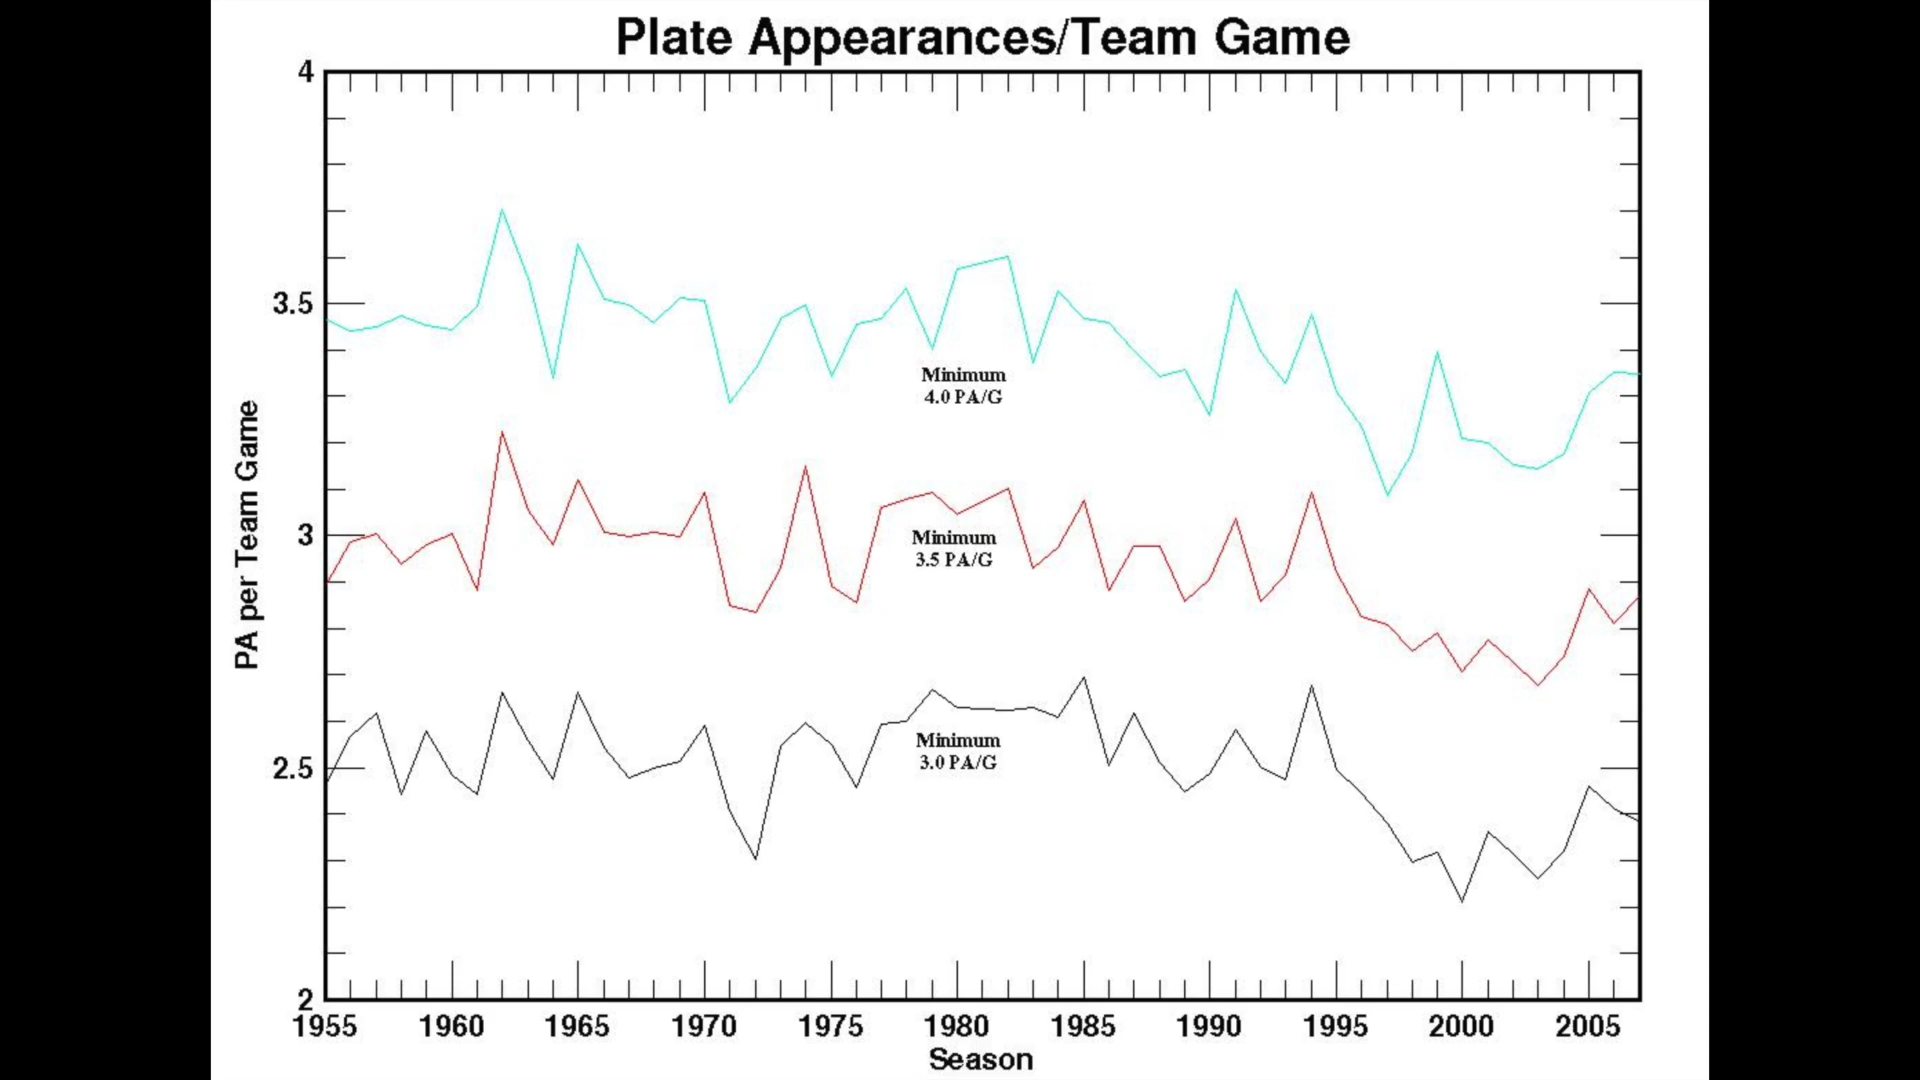 Plate Appearances/Team Game
4
3.5
3
2.5
2
PA per Team Game
Minimum
4.0 PA/G
Minimum
3.5 PA/G
Minimum
3.0 PA/G
1955 1960 1965 1970 1975 1980 1985 1990 1995 2000 2005
Season